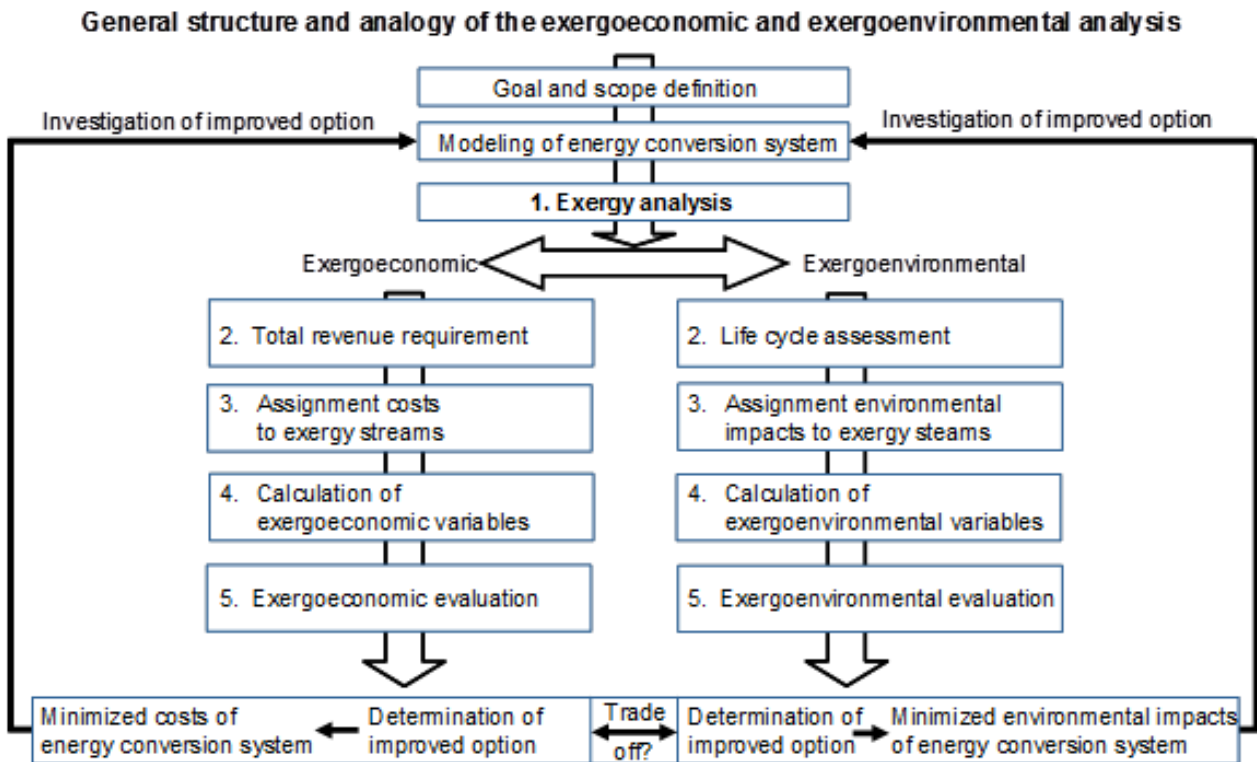 General structure and analogy of the exergoeconomic and exergoenvironmental analysis
Goal and scope definition
Investigation of improved option
Investigation of improved option
Modeling of energy conversion system
1. Exergy analysis
Exergoeconomic
Exergoenvironmental
2. Total revenue requirement
3. Assignment costs
to exergy streams
4. Calculation of
exergoeconomic variables
5. Exergoeconomic evaluation
2. Life cycle assessment
3. Assignment environmental
impacts to exergy steams
4. Calculation of
exergoenvironmental variables
5. Exergoenvironmental evaluation
Minimized costs of
energy conversion system
Determination of
improved option
Trade
off?
Determination of
improved option
Minimized environmental impacts
of energy conversion system